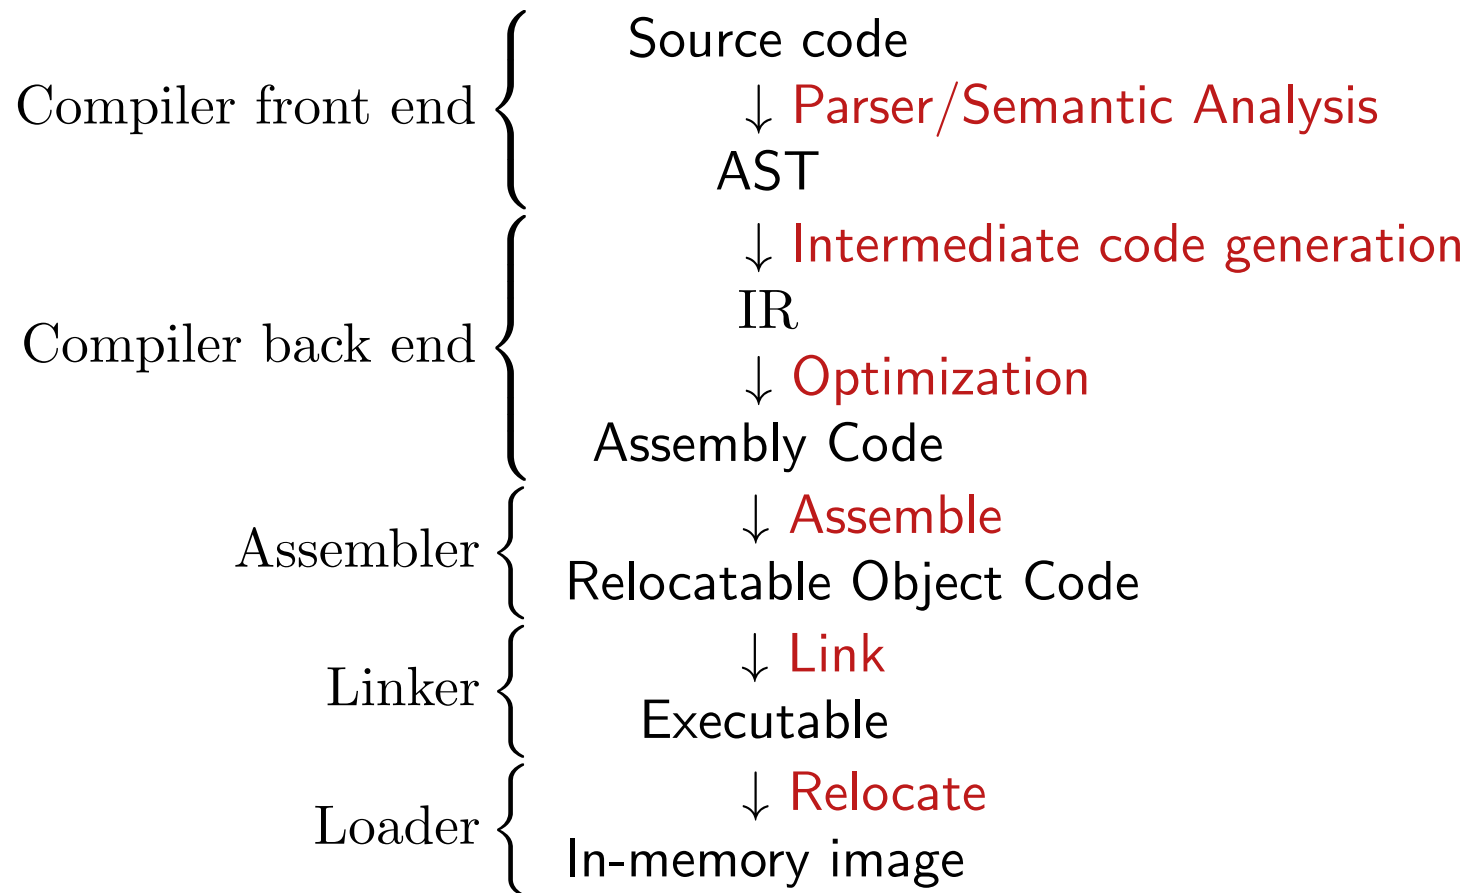 Source code
Compiler front end
↓ Parser/Semantic Analysis
AST
↓ Intermediate code generation
IR
Compiler back end
↓ Optimization
Assembly Code
↓ Assemble
Assembler
Relocatable Object Code
↓ Link
Linker
Executable
↓ Relocate
Loader
In-memory image